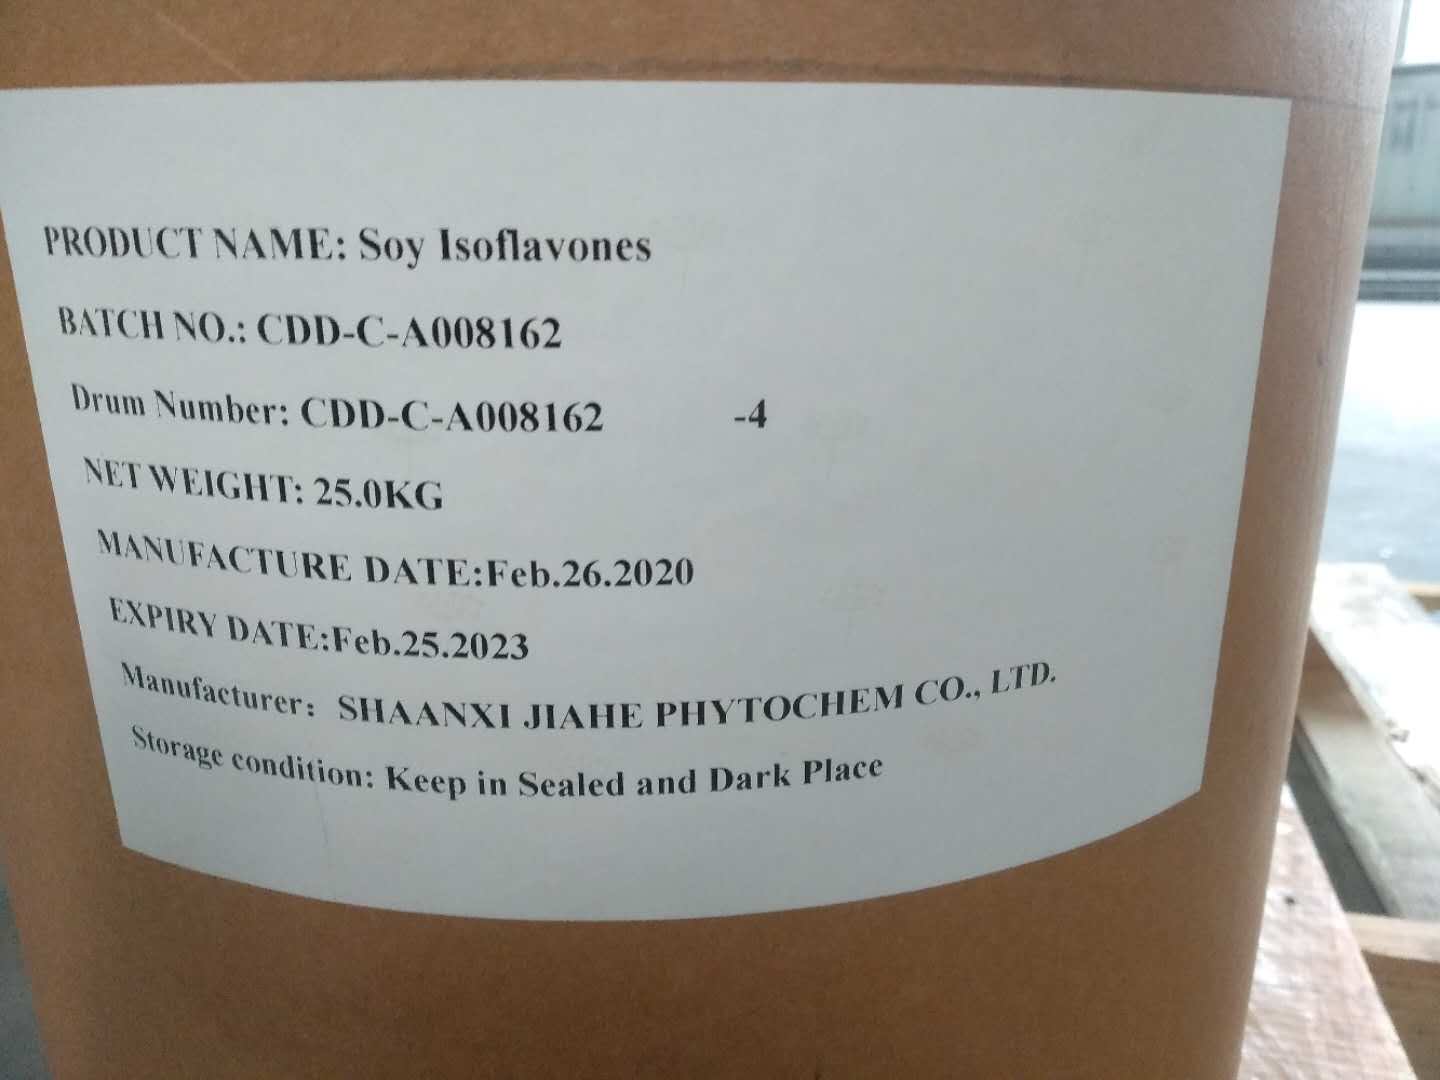 PRODUCT NAME: Soy Isoflavones
BATCH NO.: CDD-C-A008162
Drum Number: CDD-C-A008162 -4
NET WEIGHT: 25.0KG
MANUFACTURE DATE:Feb.26.2020
EXPIRY DATE:Feb.25.2023
Manufacturer: SHAANXI JIAHE PHYTOCHEM CO., LTD.
Storage condition: Keep in Sealed and Dark Place